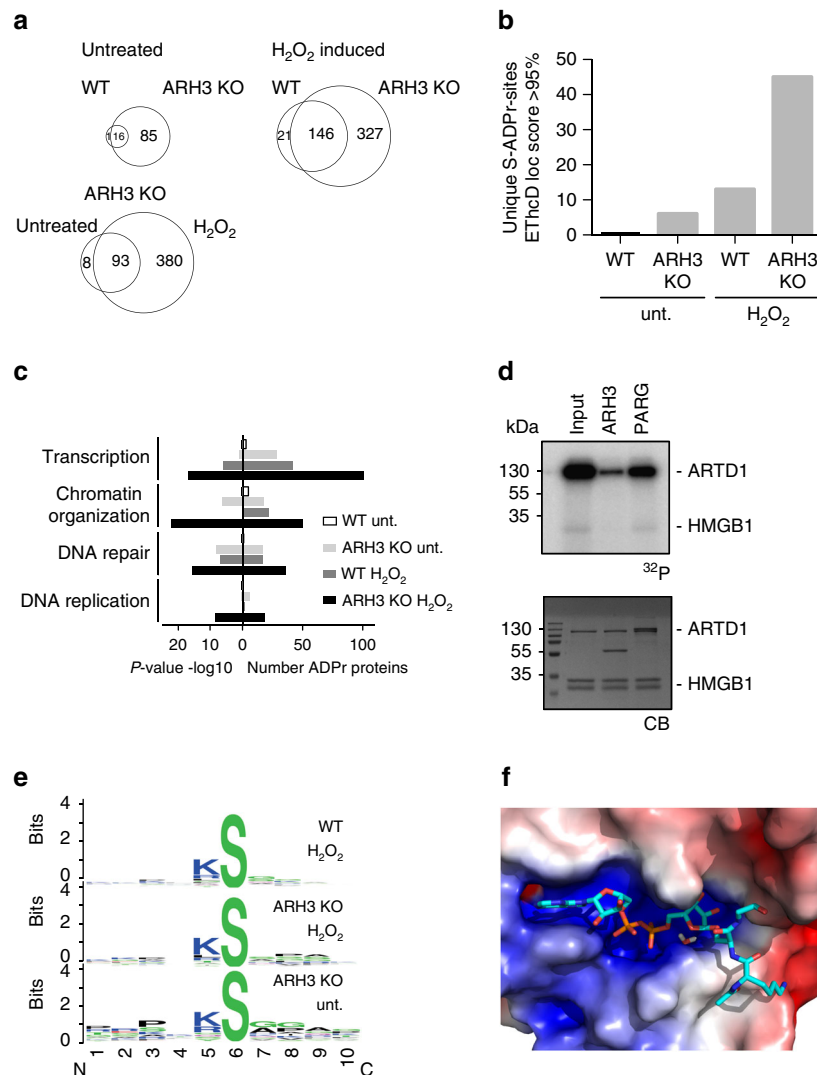 a
Untreated
WT
ARH3 KO
1
16
85
H₂O₂ induced
WT
ARH3 KO
21
146
327
ARH3 KO
Untreated
H₂O₂
8
93
380
b
Unique S-ADPr-sites
EThcD loc score >95%
50
40
30
20
10
0
WT
ARH3
KO
WT
ARH3
KO
unt.
H₂O₂
c
Transcription
Chromatin
organization
DNA repair
DNA replication
WT unt.
ARH3 KO unt.
WT H₂O₂
ARH3 KO H₂O₂
20 10 0 50 100
P-value -log10 Number ADPr proteins
d
kDa
Input
ARH3
PARG
130
55
35
- ARTD1
- HMGB1
³²P
130
55
35
- ARTD1
- HMGB1
CB
e
Bits
4
2
0
K S
WT
H₂O₂
Bits
4
2
0
K S
ARH3 KO
H₂O₂
Bits
4
2
0
K S
ARH3 KO
unt.
N 1 2 3 4 5 6 7 8 9 10 C
f